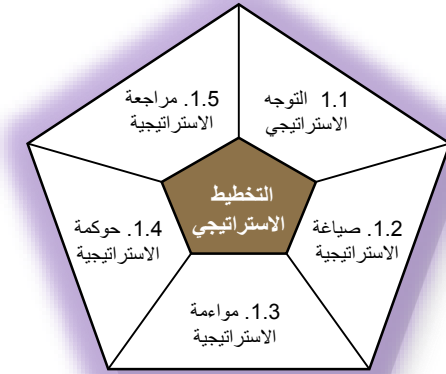 1.1 التوجه
الاستراتيجي
1.2. صياغة
الاستراتيجية
1.3. مواءمة
الاستراتيجية
1.4. حوكمة
الاستراتيجية
1.5. مراجعة
الاستراتيجية
التخطيط
الاستراتيجي